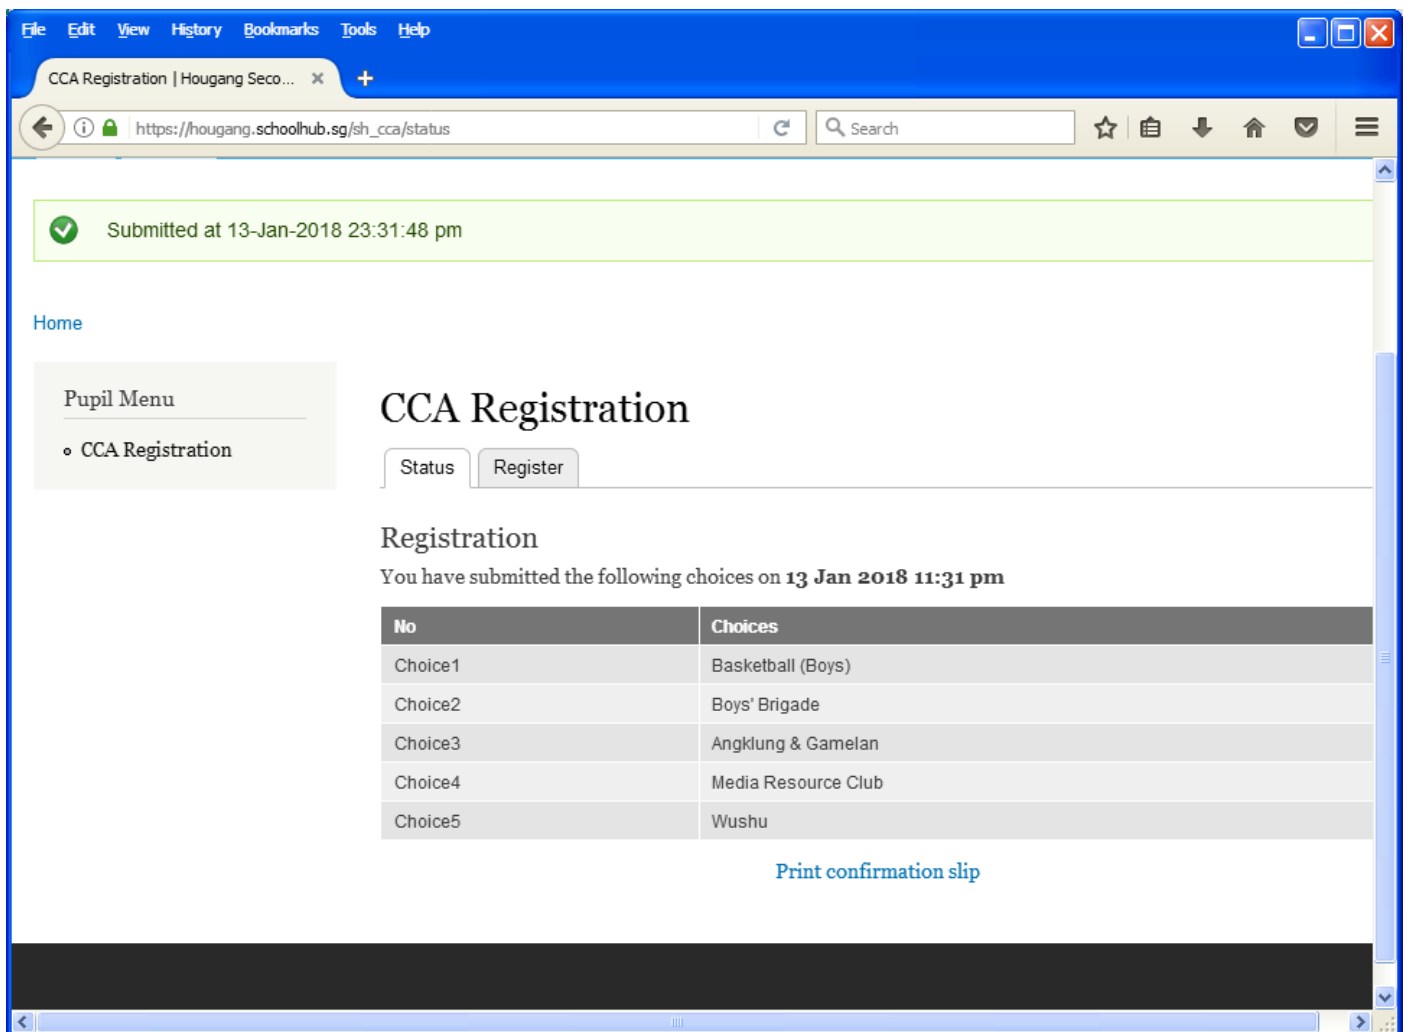 File Edit View History Bookmarks Tools Help
CCA Registration | Hougang Seco...
https://hougang.schoolhub.sg/sh_cca/status
Search
Submitted at 13-Jan-2018 23:31:48 pm
Home
Pupil Menu
CCA Registration
CCA Registration
Status Register
Registration
You have submitted the following choices on 13 Jan 2018 11:31 pm
No Choices
Choice1 Basketball (Boys)
Choice2 Boys' Brigade
Choice3 Angklung & Gamelan
Choice4 Media Resource Club
Choice5 Wushu
Print confirmation slip